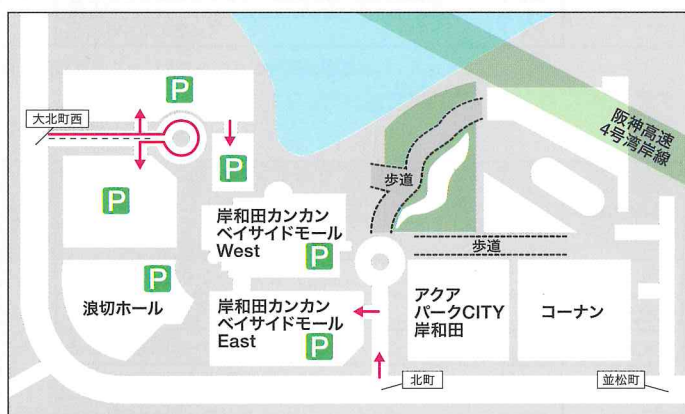 P
大北町西
阪神高速
4号湾岸線
P
P
歩道
岸和田カンカン
ベイサイドモール
West
P
歩道
P
浪切ホール
岸和田カンカン
ベイサイドモール
East
P
アクア
パークCITY
岸和田
コーナン
北町
並松町